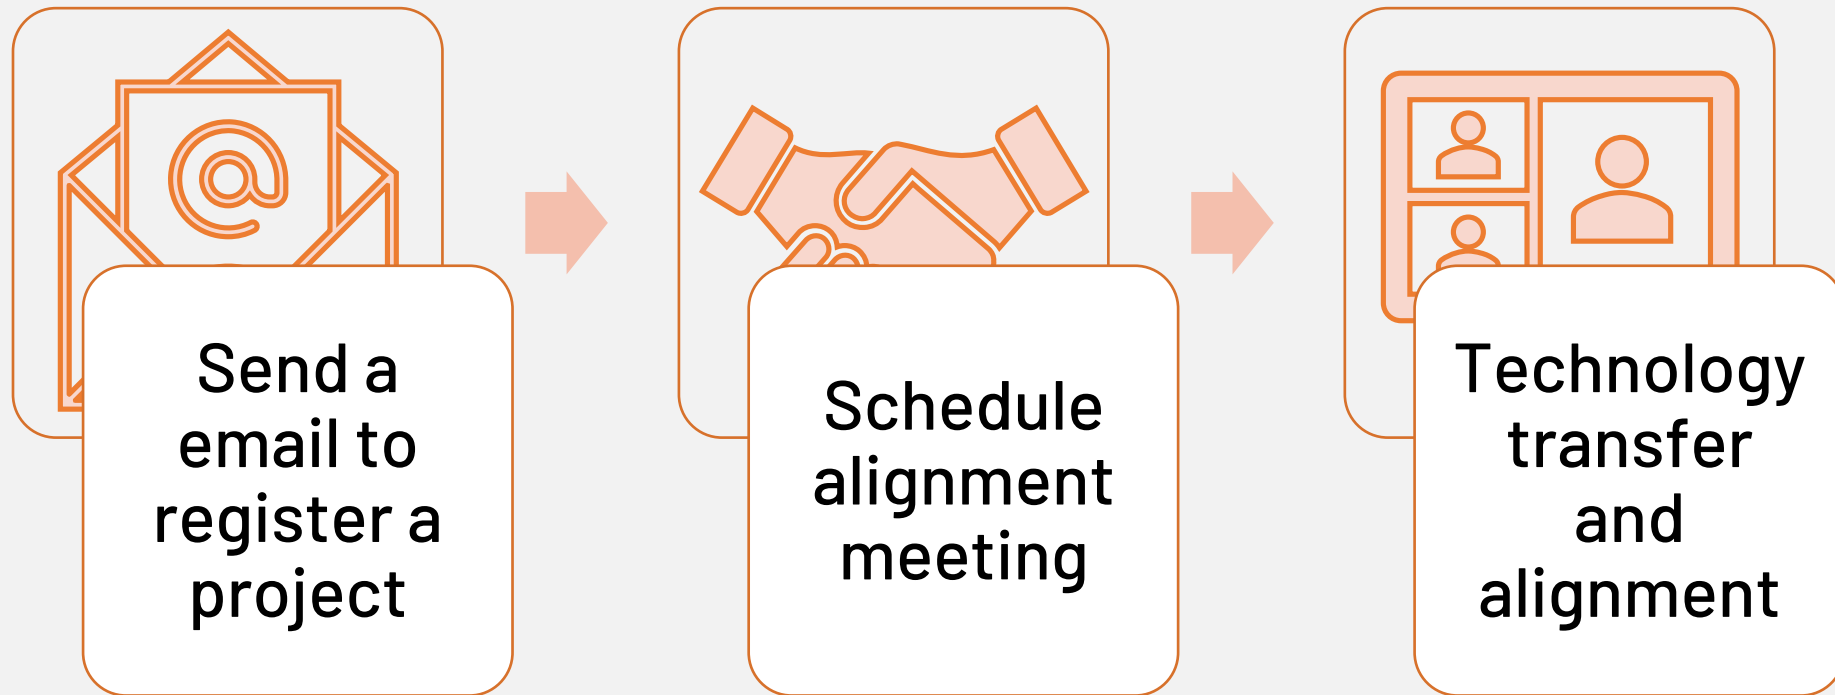 Send a
email to
register a
project
Schedule
alignment
meeting
Technology
transfer
and
alignment